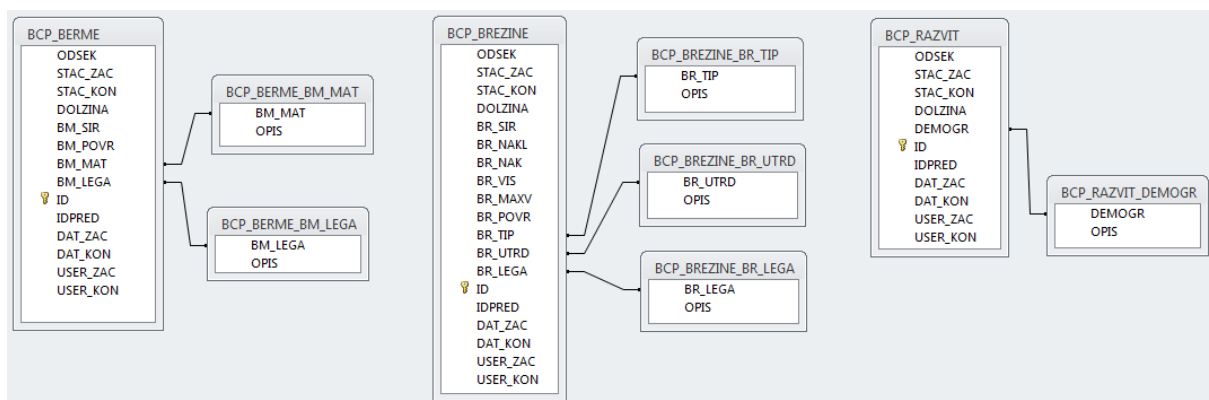 BCP_BERME
ODSEK
STAC_ZAC
STAC_KON
DOLZINA
BM_SIR
BM_POVR
BM_MAT
BM_LEGA
ID
IDPRED
DAT_ZAC
DAT_KON
USER_ZAC
USER_KON
BCP_BERME_BM_MAT
BM_MAT
OPIS
BCP_BERME_BM_LEGA
BM_LEGA
OPIS
BCP_BREZINE
ODSEK
STAC_ZAC
STAC_KON
DOLZINA
BR_SIR
BR_NAKL
BR_NAK
BR_VIS
BR_MAXV
BR_POVR
BR_TIP
BR_UTRD
BR_LEGA
ID
IDPRED
DAT_ZAC
DAT_KON
USER_ZAC
USER_KON
BCP_BREZINE_BR_TIP
BR_TIP
OPIS
BCP_BREZINE_BR_UTRD
BR_UTRD
OPIS
BCP_BREZINE_BR_LEGA
BR_LEGA
OPIS
BCP_RAZVIT
ODSEK
STAC_ZAC
STAC_KON
DOLZINA
DEMOGR
ID
IDPRED
DAT_ZAC
DAT_KON
USER_ZAC
USER_KON
BCP_RAZVIT_DEMOGR
DEMOGR
OPIS